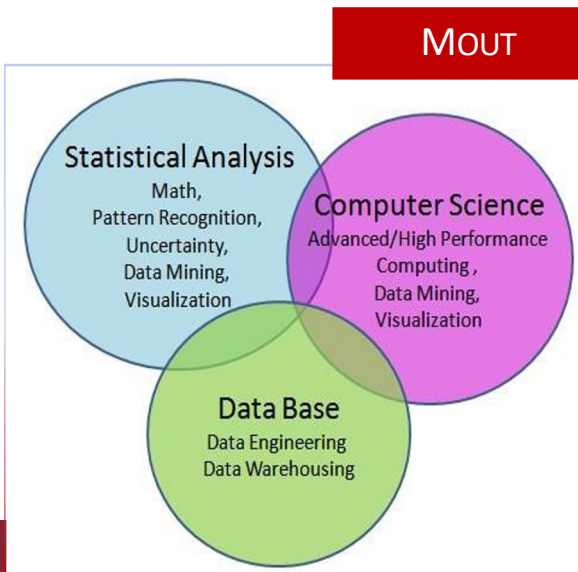 MOUT
Statistical Analysis
Math,
Pattern Recognition,
Uncertainty,
Data Mining,
Visualization
Computer Science
Advanced/High Performance
Computing ,
Data Mining,
Visualization
Data Base
Data Engineering
Data Warehousing